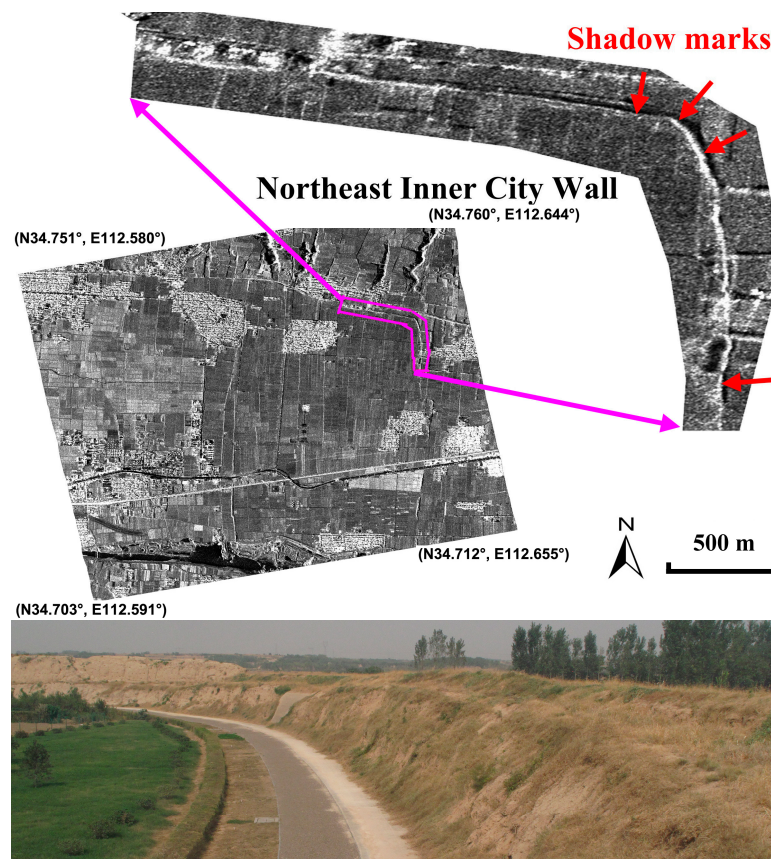 Shadow marks
Northeast Inner City Wall
(N34.760°, E112.644°)
(N34.751°, E112.580°)
N
500 m
(N34.712°, E112.655°)
(N34.703°, E112.591°)